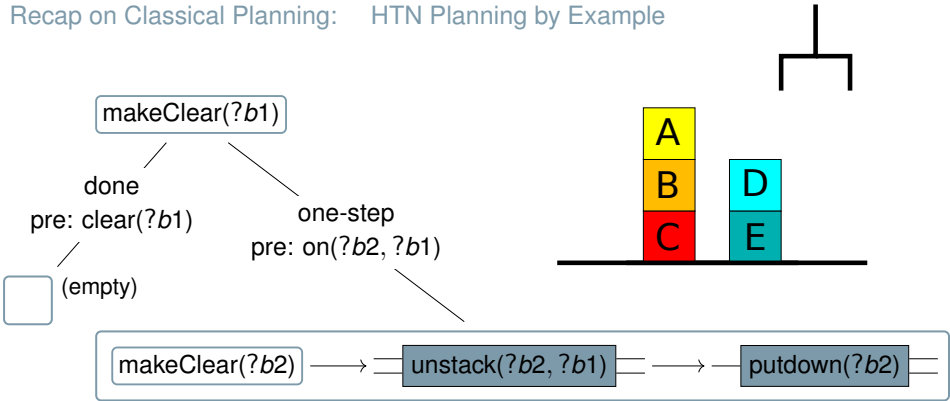 Recap on Classical Planning: HTN Planning by Example
makeClear(?b1)
done
pre: clear(?b1)
one-step
pre: on(?b2, ?b1)
(empty)
makeClear(?b2)
unstack(?b2, ?b1)
putdown(?b2)
A
B
C
D
E